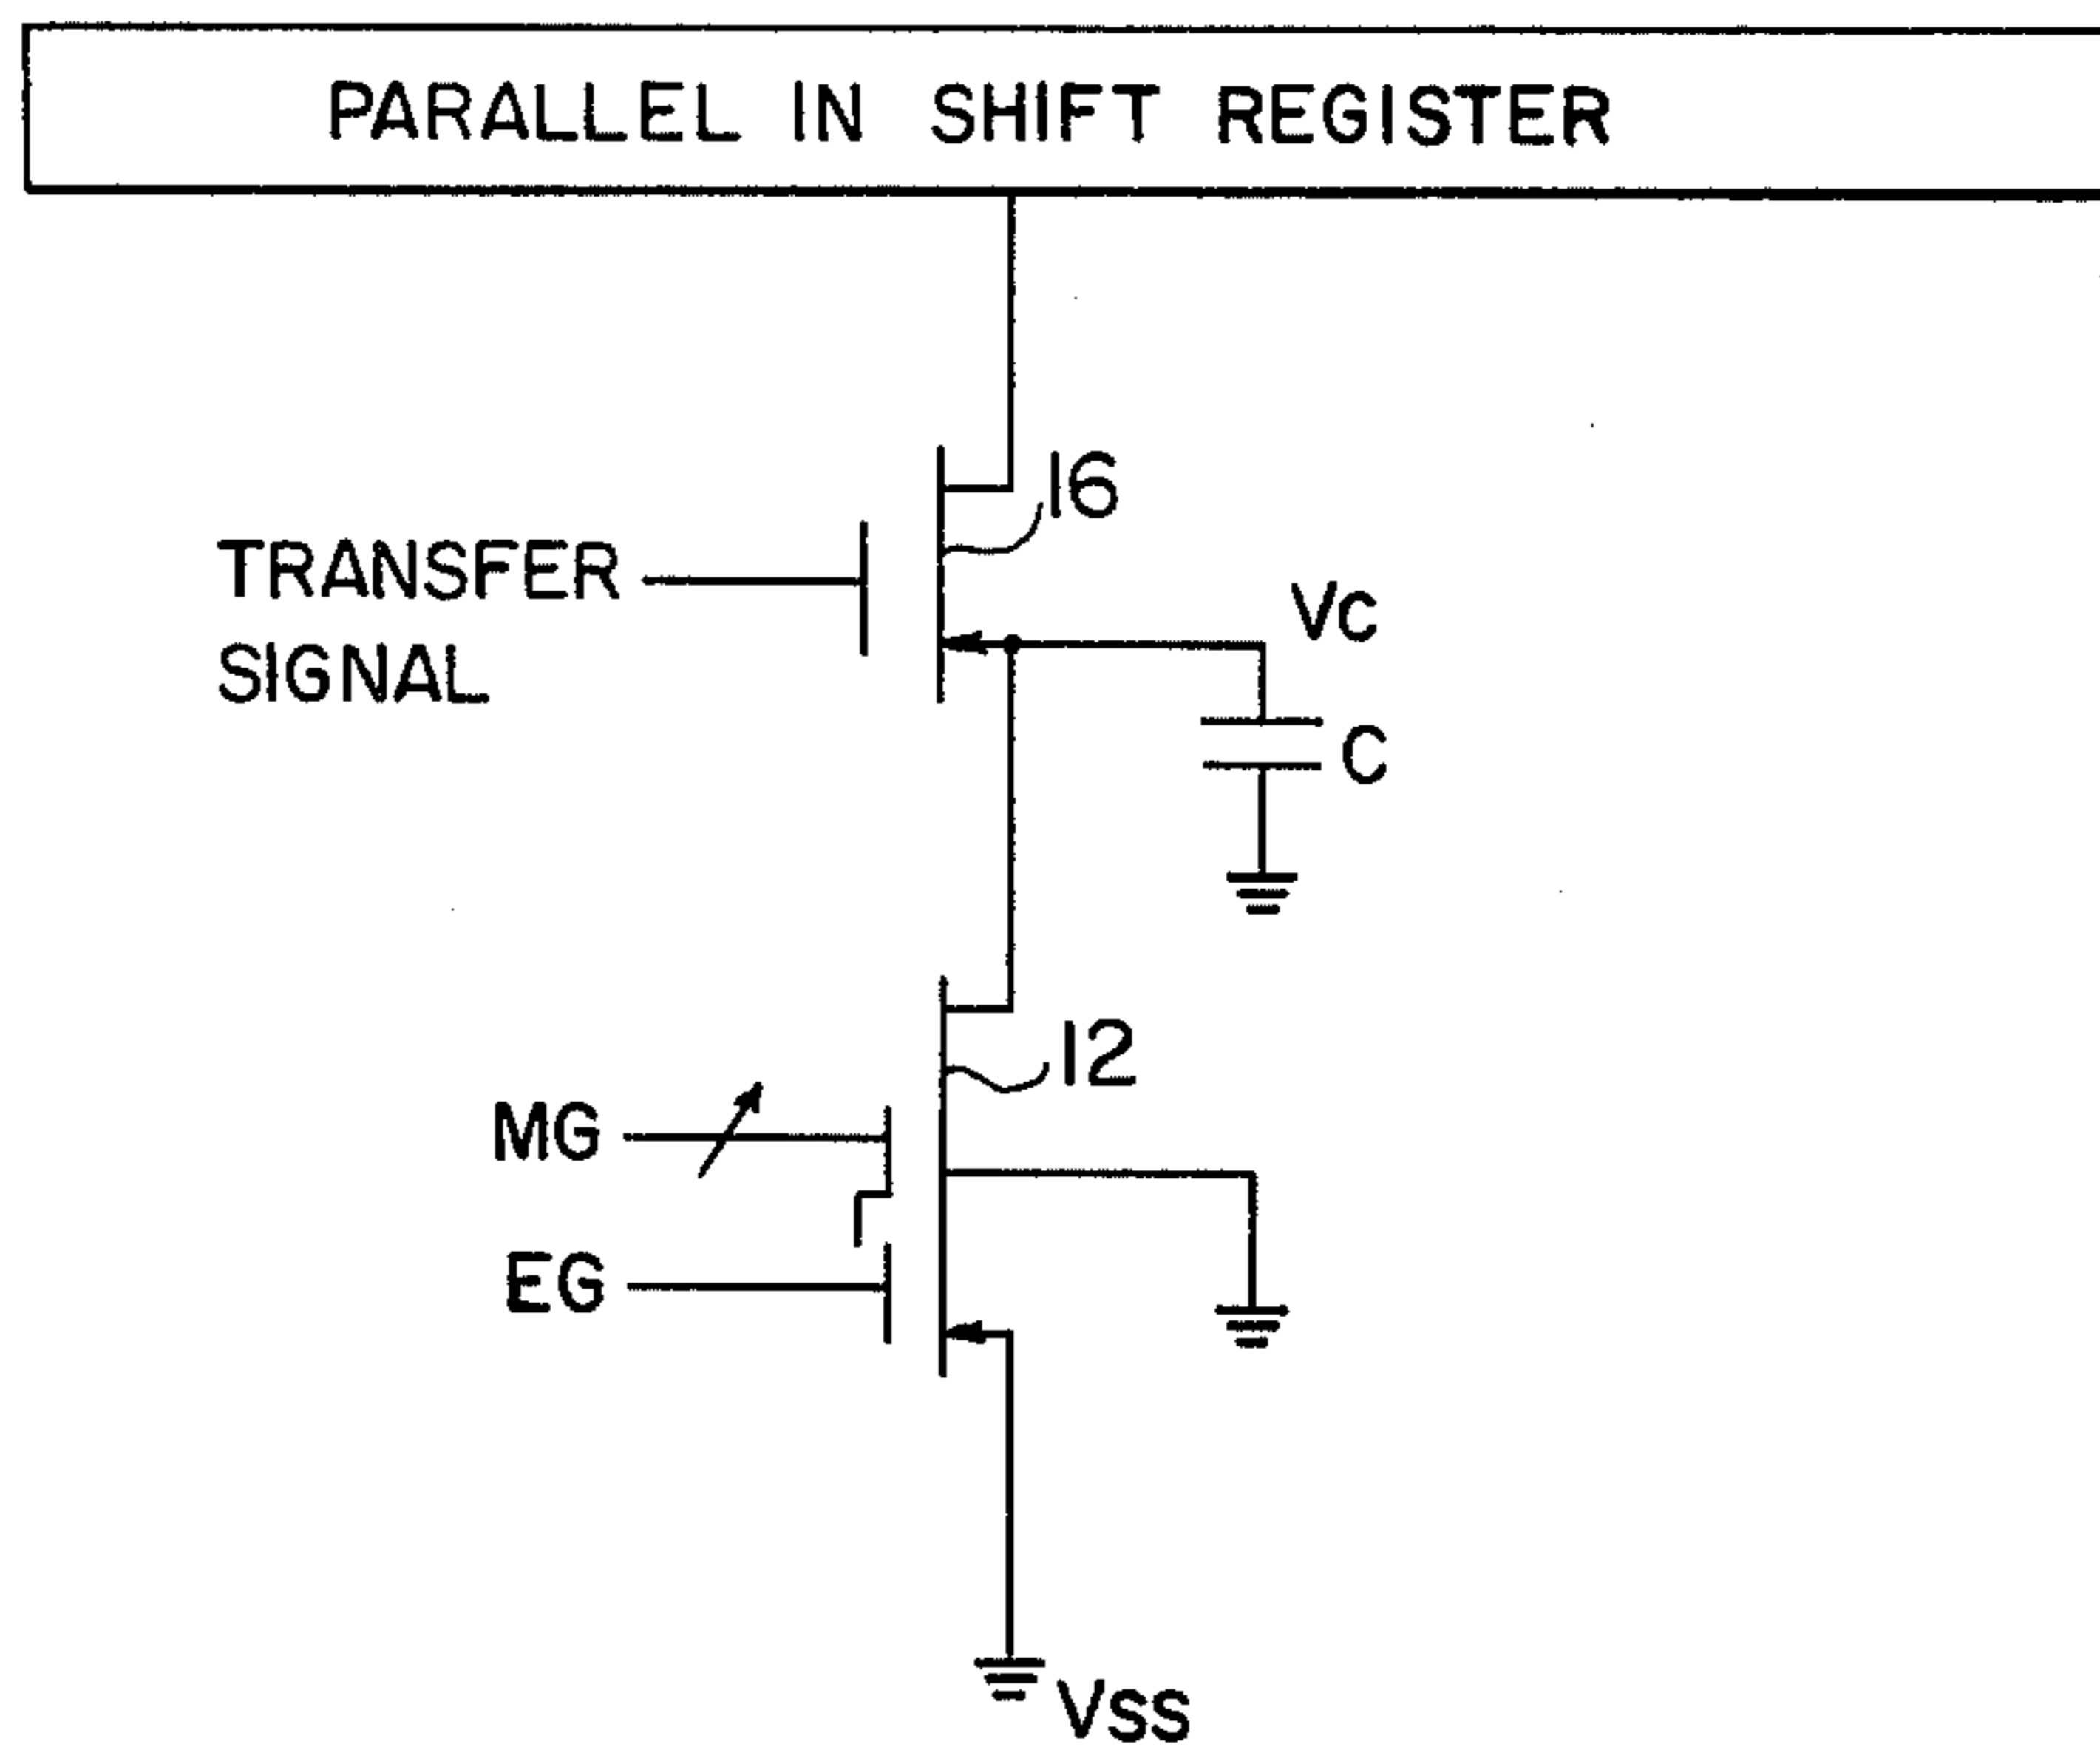 PARALLEL IN SHIFT REGISTER
16
TRANSFER
SIGNAL
Vc
C
12
MG
EG
Vss